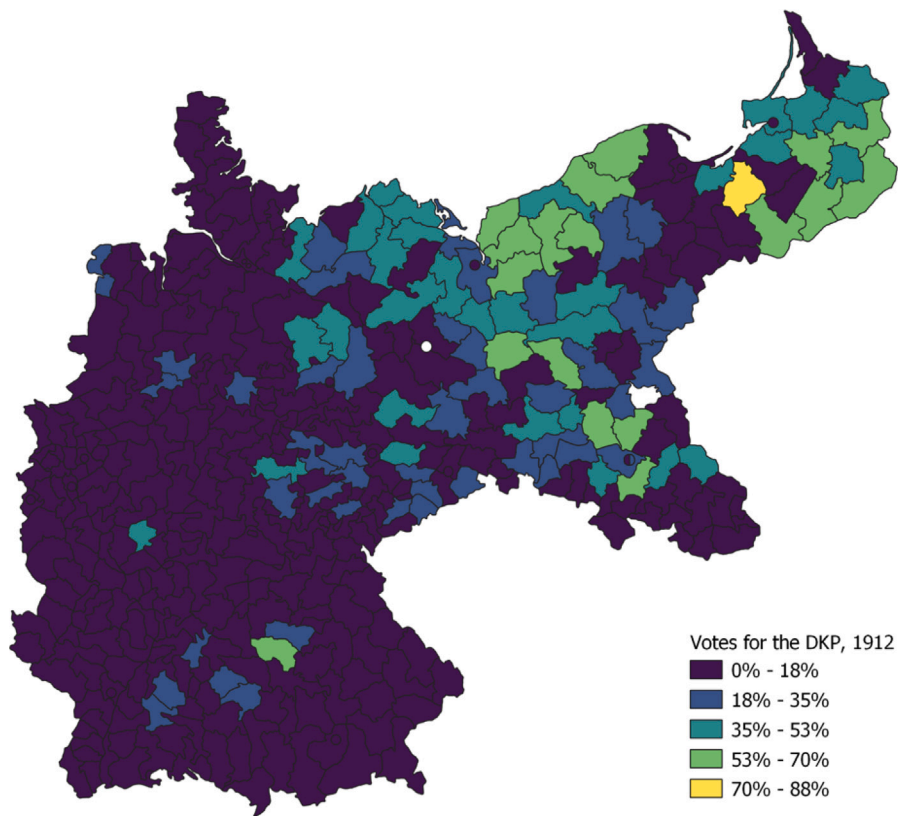 Votes for the DKP, 1912
0% - 18%
18% - 35%
35% - 53%
53% - 70%
70% - 88%